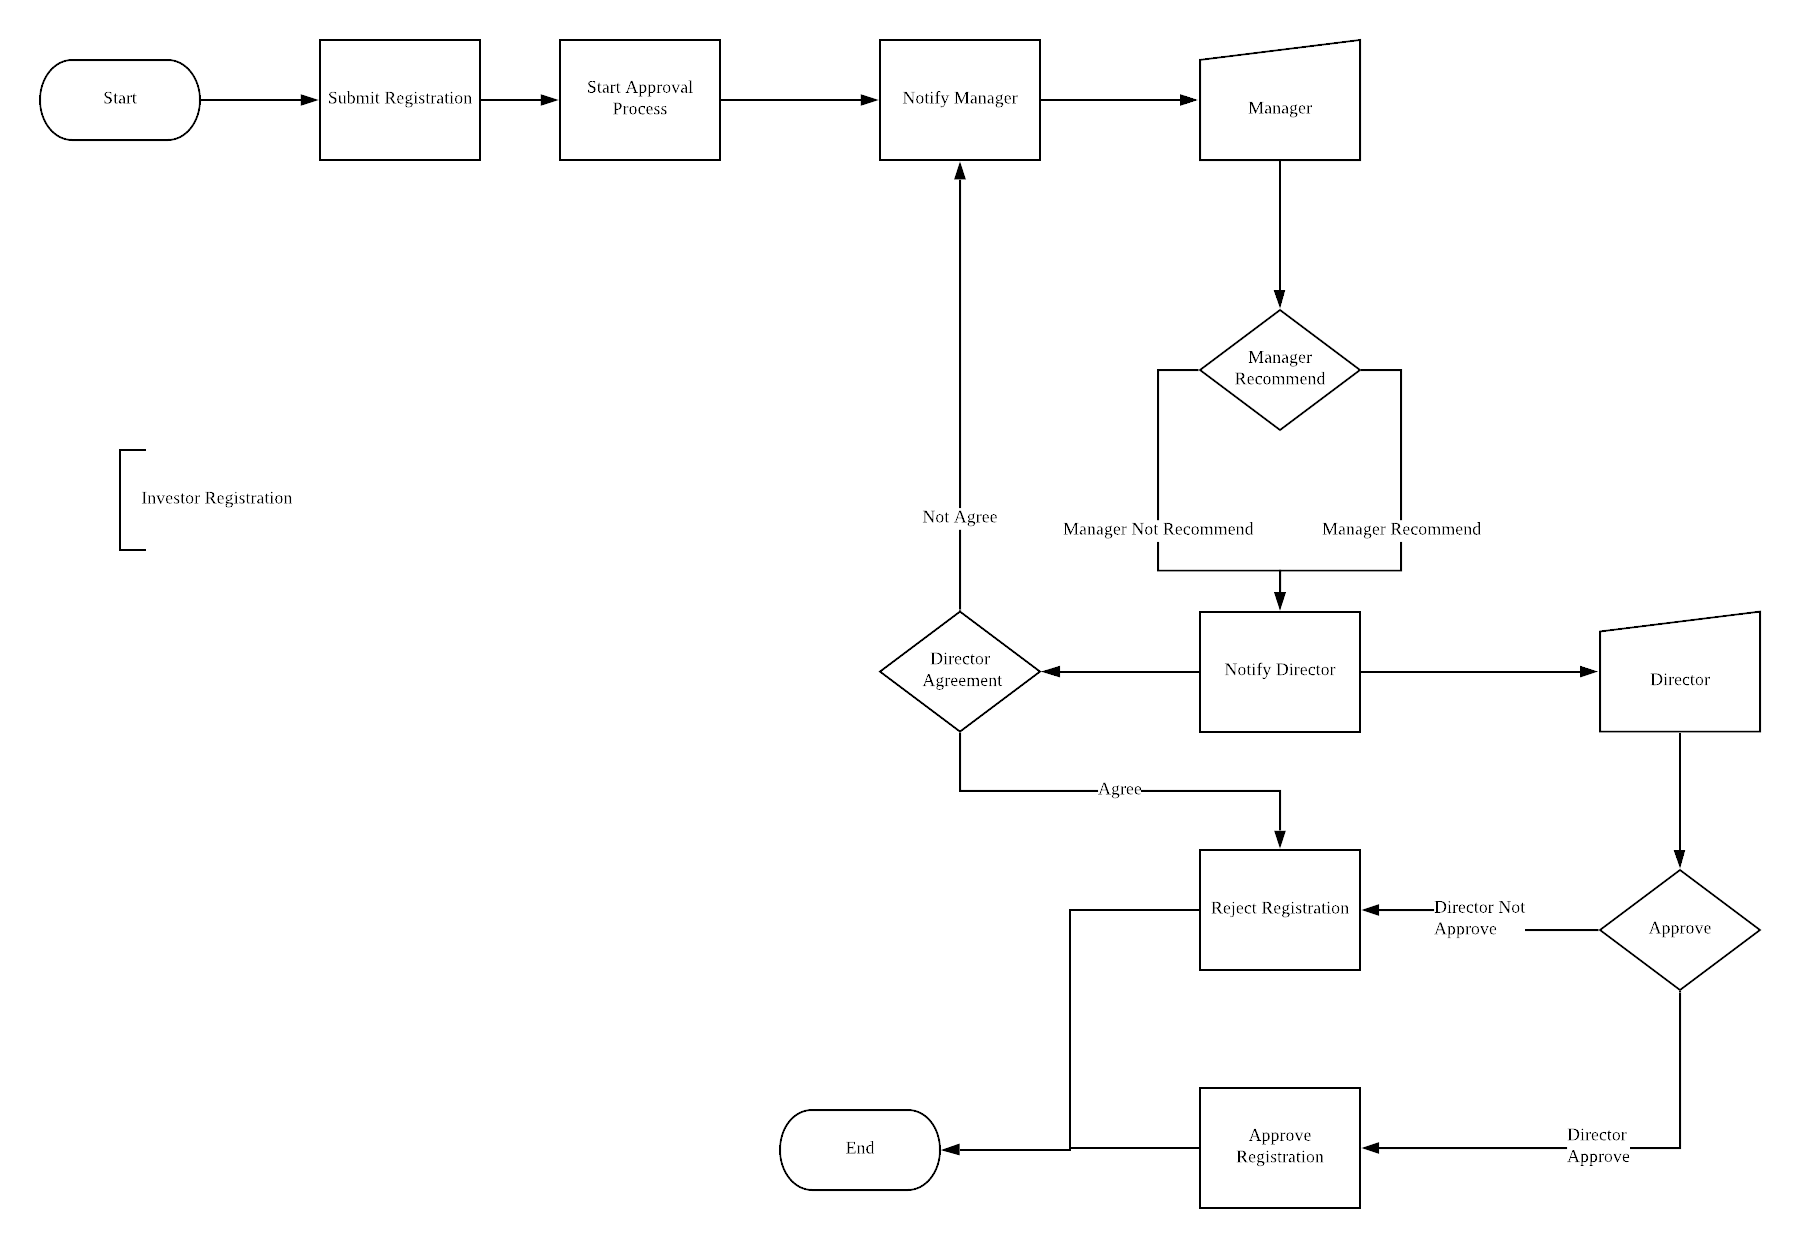 Start
Submit Registration
Start Approval
Process
Notify Manager
Manager
Manager
Recommend
Investor Registration
Not Agree
Manager Not Recommend
Manager Recommend
Director
Agreement
Notify Director
Director
Agree
Reject Registration
Director Not
Approve
Approve
End
Approve
Registration
Director
Approve